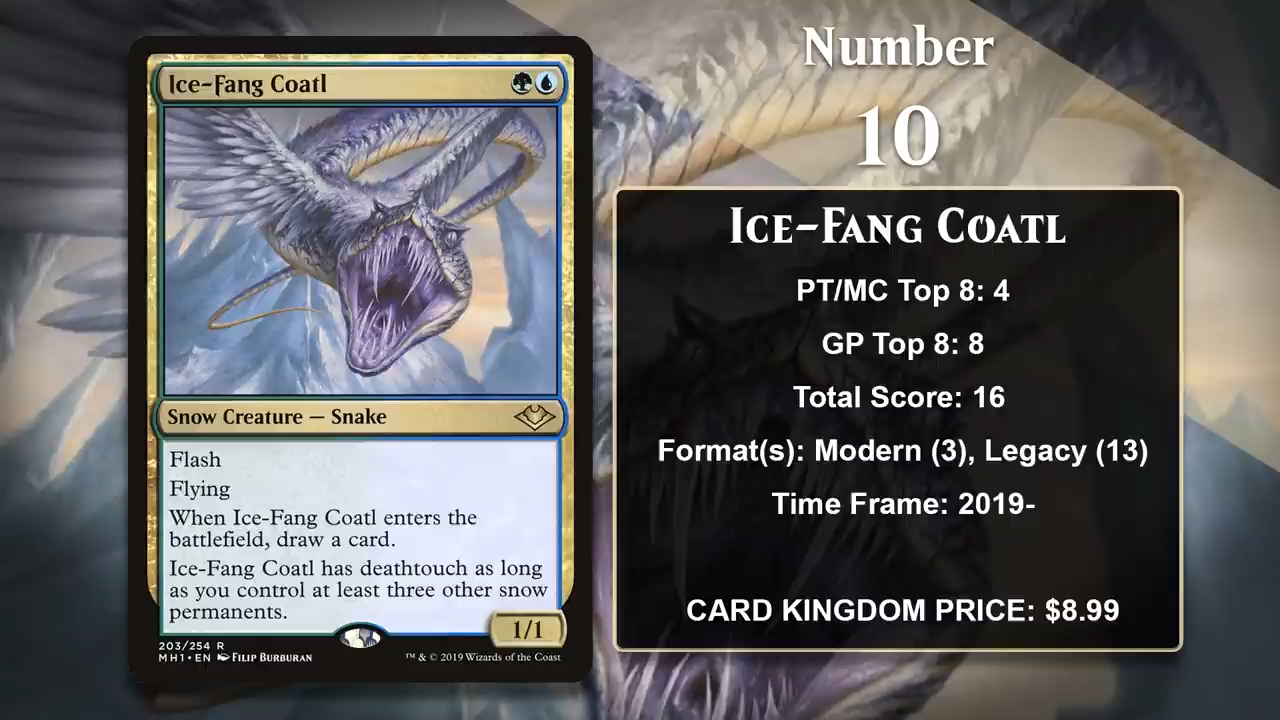 Number
10
Ice-Fang Coatl
Snow Creature — Snake
Flash
Flying
When Ice-Fang Coatl enters the
battlefield, draw a card.
Ice-Fang Coatl has deathtouch as long
as you control at least three other snow
permanents.
1/1
203/254 R
MH1 • EN Filip Burburan
™ & © 2019 Wizards of the Coast
Ice-Fang Coatl
PT/MC Top 8: 4
GP Top 8: 8
Total Score: 16
Format(s): Modern (3), Legacy (13)
Time Frame: 2019-
CARD KINGDOM PRICE: $8.99